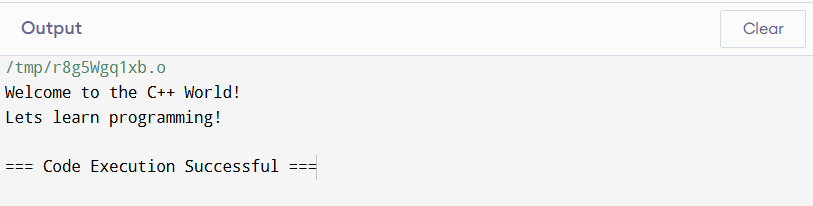 Output
Clear
/tmp/r8g5Wgq1xb.o
Welcome to the C++ World!
Lets learn programming!
=== Code Execution Successful ===